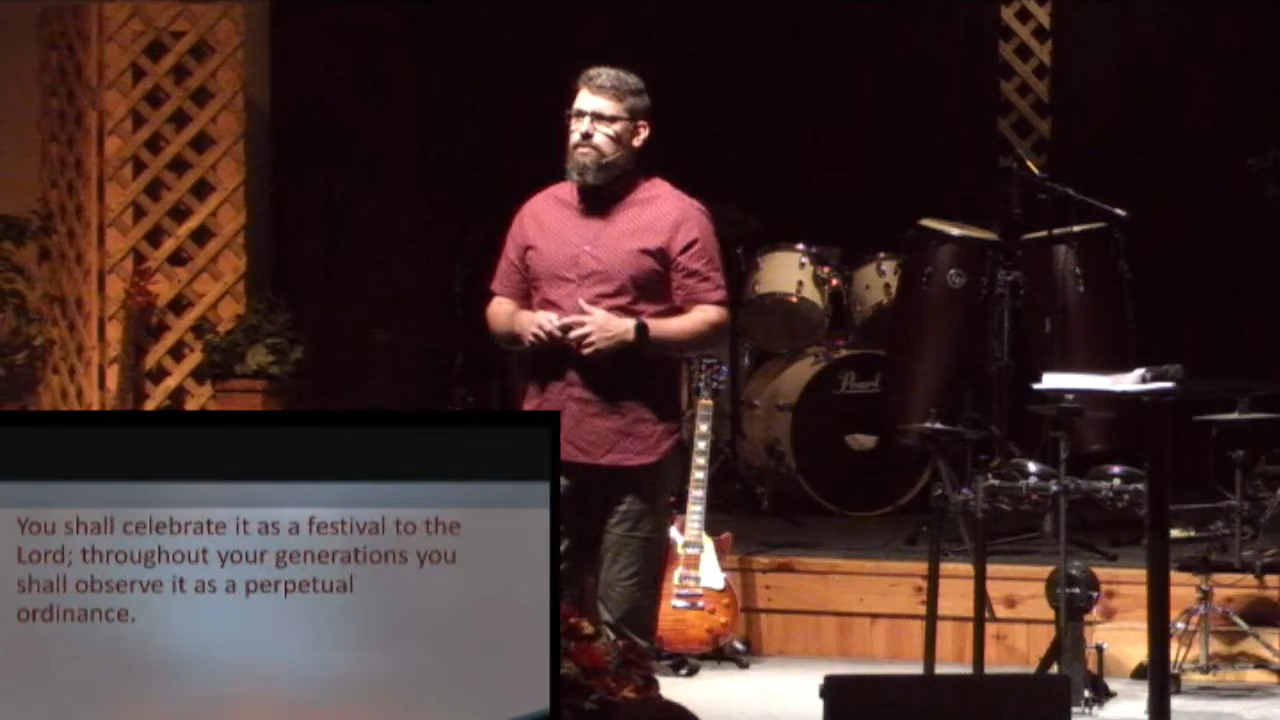 You shall celebrate it as a festival to the
Lord; throughout your generations you
shall observe it as a perpetual
ordinance.
Pearl